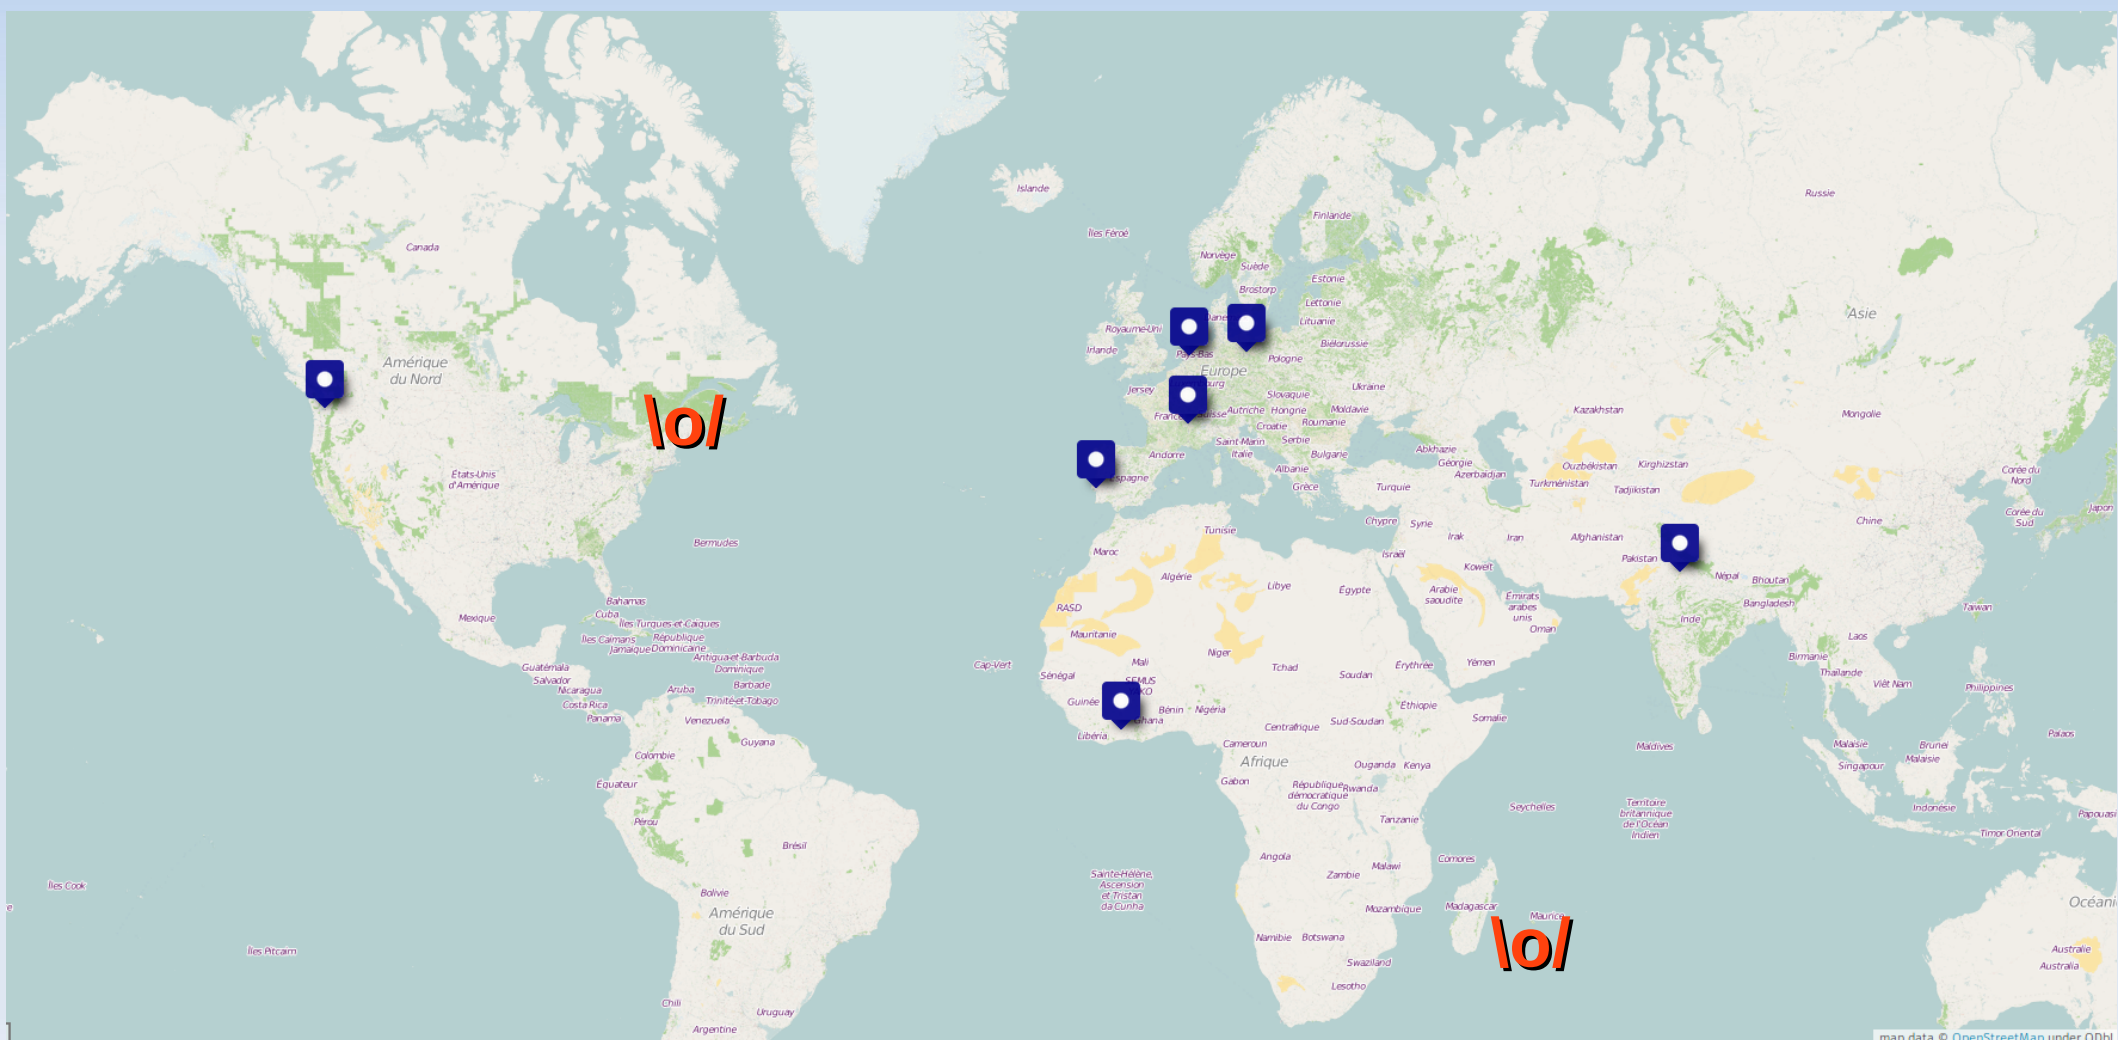 Islande
Russie
Finlande
Îles Féroé
Canada
Norvège
Suède
Estonie
Brostorp
Lettonie
Asie
Royaume-Uni
Lituanie
Biélorussie
Irlande
Pays-Bas
Pologne
Amérique
du Nord
Europe
Jersey
Ukraine
Slovaquie
Autriche
Hongrie
Moldavie
Kazakhstan
Mongolie
\o/
Croatie
Roumanie
Saint-Marin
Serbie
Italie
Andorre
Bulgarie
Abkhazie
Géorgie
Azerbaïdjan
Ouzbékistan
Kirghizstan
Albanie
Corée du
Nord
États-Unis
d'Amérique
Espagne
Grèce
Turquie
Turkménistan
Tadjikistan
Japon
Corée du
Sud
Chine
Tunisie
Chypre
Syrie
Irak
Iran
Afghanistan
Bermudes
Maroc
Israël
Pakistan
Koweït
Algérie
Libye
Égypte
Népal
Bhoutan
Arabie
saoudite
Émirats
arabes
unis
Bangladesh
Taïwan
Bahamas
Cuba
RASD
Mexique
Îles Turques-et-Caïques
Inde
Oman
Mauritanie
Laos
Îles Caïmans
République
Dominicaine
Jamaïque
Niger
Birmanie
Antigua-et-Barbuda
Dominique
Cap-Vert
Mali
Tchad
Soudan
Érythrée
Yémen
Guatémala
Salvador
Sénégal
Thaïlande
Viêt Nam
Philippines
Nicaragua
Aruba
Barbade
Costa Rica
Trinité-et-Tobago
Guinée
Bénin
Nigéria
Éthiopie
Panama
Venezuela
Ghana
Centrafrique
Sud-Soudan
Somalie
Libéria
Palaos
Guyana
Cameroun
Maldives
Malaisie
Brunei
Colombie
Afrique
Ouganda
Kenya
Singapour
Malaisie
Équateur
Gabon
République
démocratique
du Congo
Rwanda
Seychelles
Territoire
britannique
de l'Océan
Indien
Indonésie
Pérou
Tanzanie
Timor Oriental
Brésil
Angola
Malawi
Comores
Îles Cook
Sainte-Hélène,
Ascension
et Tristan
da Cunha
Zambie
Bolivie
Amérique
du Sud
Mozambique
Madagascar
Maurice
\o/
Namibie
Botswana
Îles Pitcairn
Swaziland
Australie
Australia
Lesotho
Chili
Uruguay
Argentine
map data © OpenStreetMap under ODbL